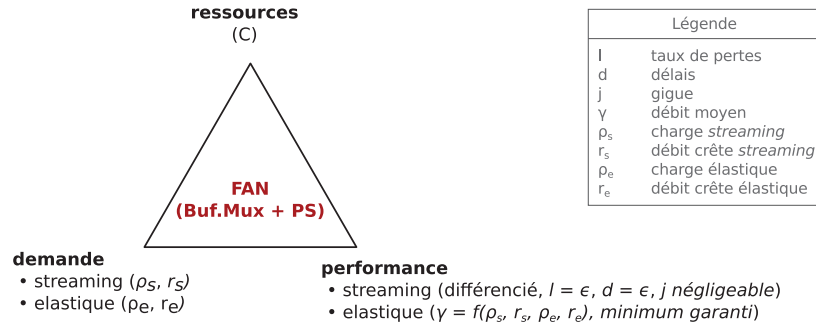 ressources
(C)
Légende
l taux de pertes
d délais
j gigue
γ débit moyen
ρs charge streaming
rs débit crête streaming
ρe charge élastique
re débit crête élastique
FAN
(Buf.Mux + PS)
demande
• streaming (ρs, rs)
• elastique (ρe, re)
performance
• streaming (différencié, l = ϵ, d = ϵ, j négligeable)
• elastique (γ = f(ρs, rs, ρe, re), minimum garanti)